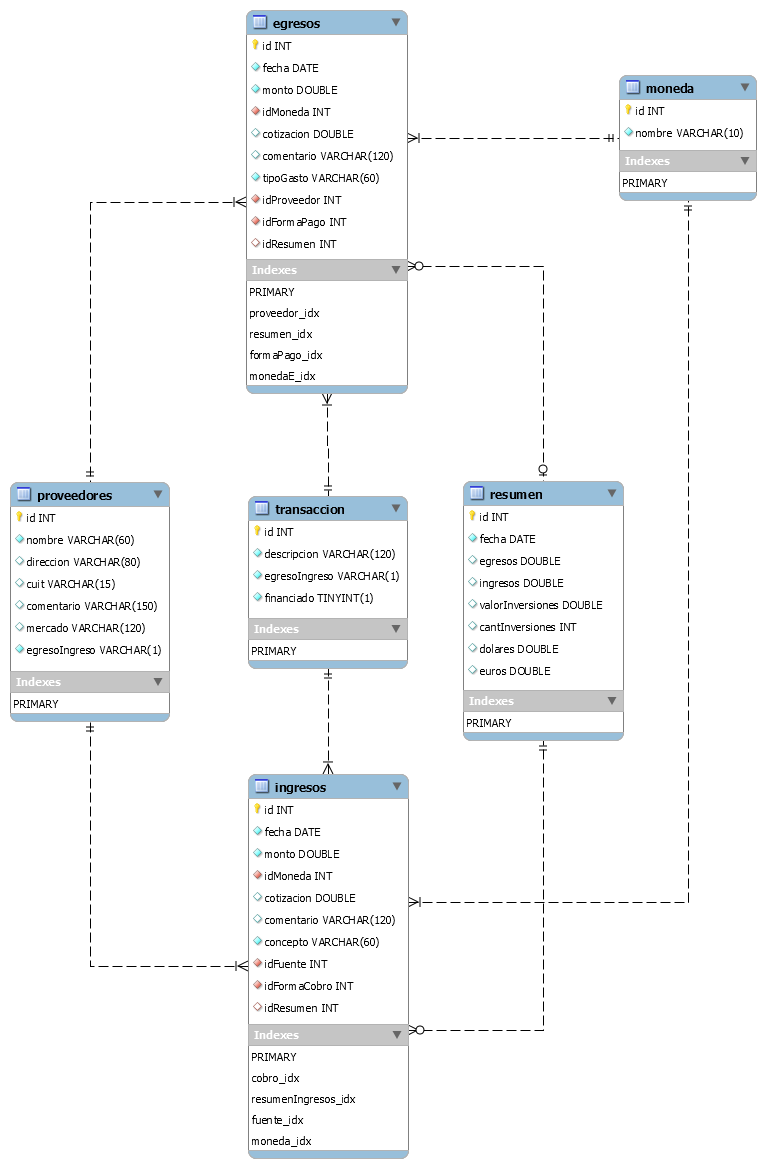 egresos
id INT
fecha DATE
monto DOUBLE
idMoneda INT
cotizacion DOUBLE
comentario VARCHAR(120)
tipoGasto VARCHAR(60)
idProveedor INT
idFormaPago INT
idResumen INT
Indexes
PRIMARY
proveedor_idx
resumen_idx
formaPago_idx
monedaE_idx
moneda
id INT
nombre VARCHAR(10)
Indexes
PRIMARY
proveedores
id INT
nombre VARCHAR(60)
direccion VARCHAR(80)
cuit VARCHAR(15)
comentario VARCHAR(150)
mercado VARCHAR(120)
egresoIngreso VARCHAR(1)
Indexes
PRIMARY
transaccion
id INT
descripcion VARCHAR(120)
egresoIngreso VARCHAR(1)
financiado TINYINT(1)
Indexes
PRIMARY
resumen
id INT
fecha DATE
egresos DOUBLE
ingresos DOUBLE
valorInversiones DOUBLE
cantInversiones INT
dolares DOUBLE
euros DOUBLE
Indexes
PRIMARY
ingresos
id INT
fecha DATE
monto DOUBLE
idMoneda INT
cotizacion DOUBLE
comentario VARCHAR(120)
concepto VARCHAR(60)
idFuente INT
idFormaCobro INT
idResumen INT
Indexes
PRIMARY
cobro_idx
resumenIngresos_idx
fuente_idx
moneda_idx